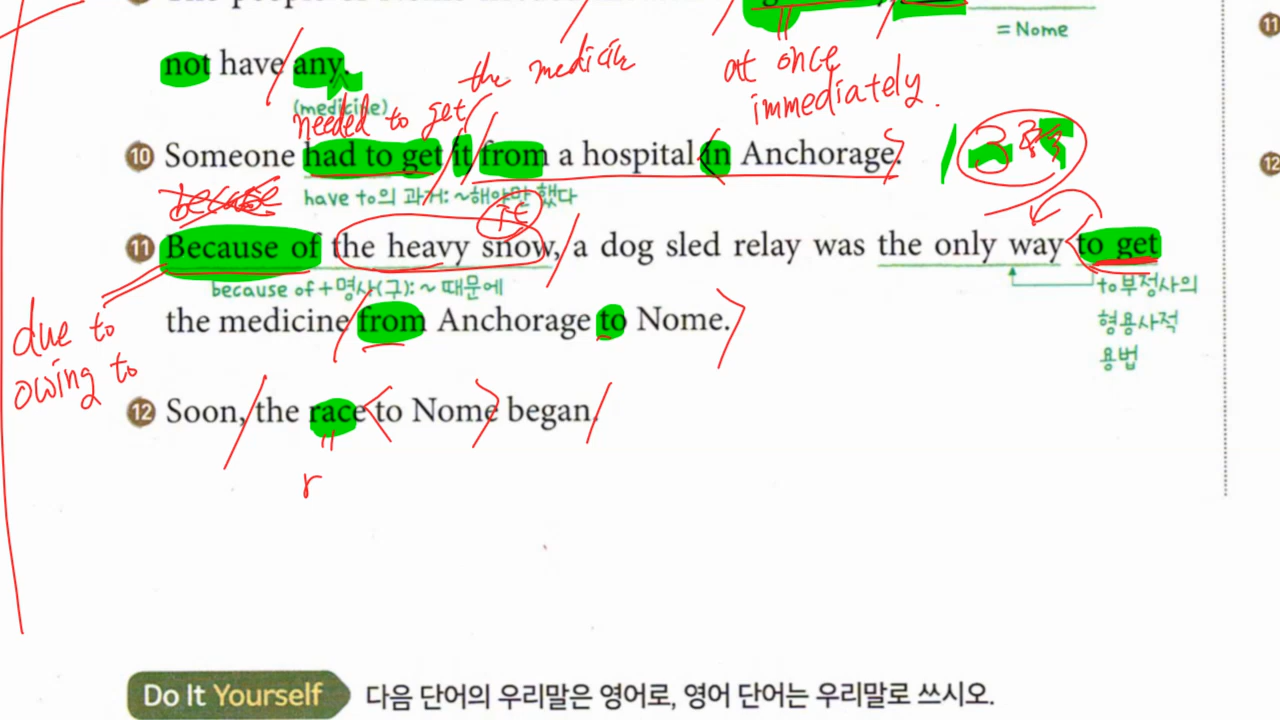 = Nome
not have any.
at once
the medicin
immediately.
(medicine)
needed to get
⑩ Someone had to get it from a hospital in Anchorage.
because
have to의 과거: ~해야만 했다
⑪ Because of the heavy snow, a dog sled relay was the only way to get
because of+명사(구): ~ 때문에
to부정사의
the medicine from Anchorage to Nome.
형용사적
용법
due to
owing to
⑫ Soon, the race to Nome began.
r
Do It Yourself 다음 단어의 우리말은 영어로, 영어 단어는 우리말로 쓰시오.